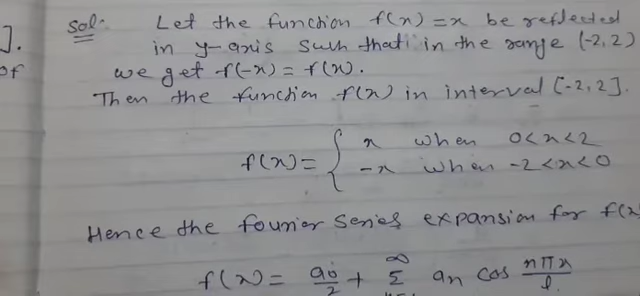 ].
of
Sol:- Let the function f(x) = x be reflected
in y-axis such that in the range (-2,2)
we get f(-x) = f(x).
Then the function f(x) in interval [-2,2].
f(x) = { x when 0<x<2
-x when -2<x<0
Hence the fourier series expansion for f(x
f(x) = a0/2 + ∞ Σ an cos nπx/l